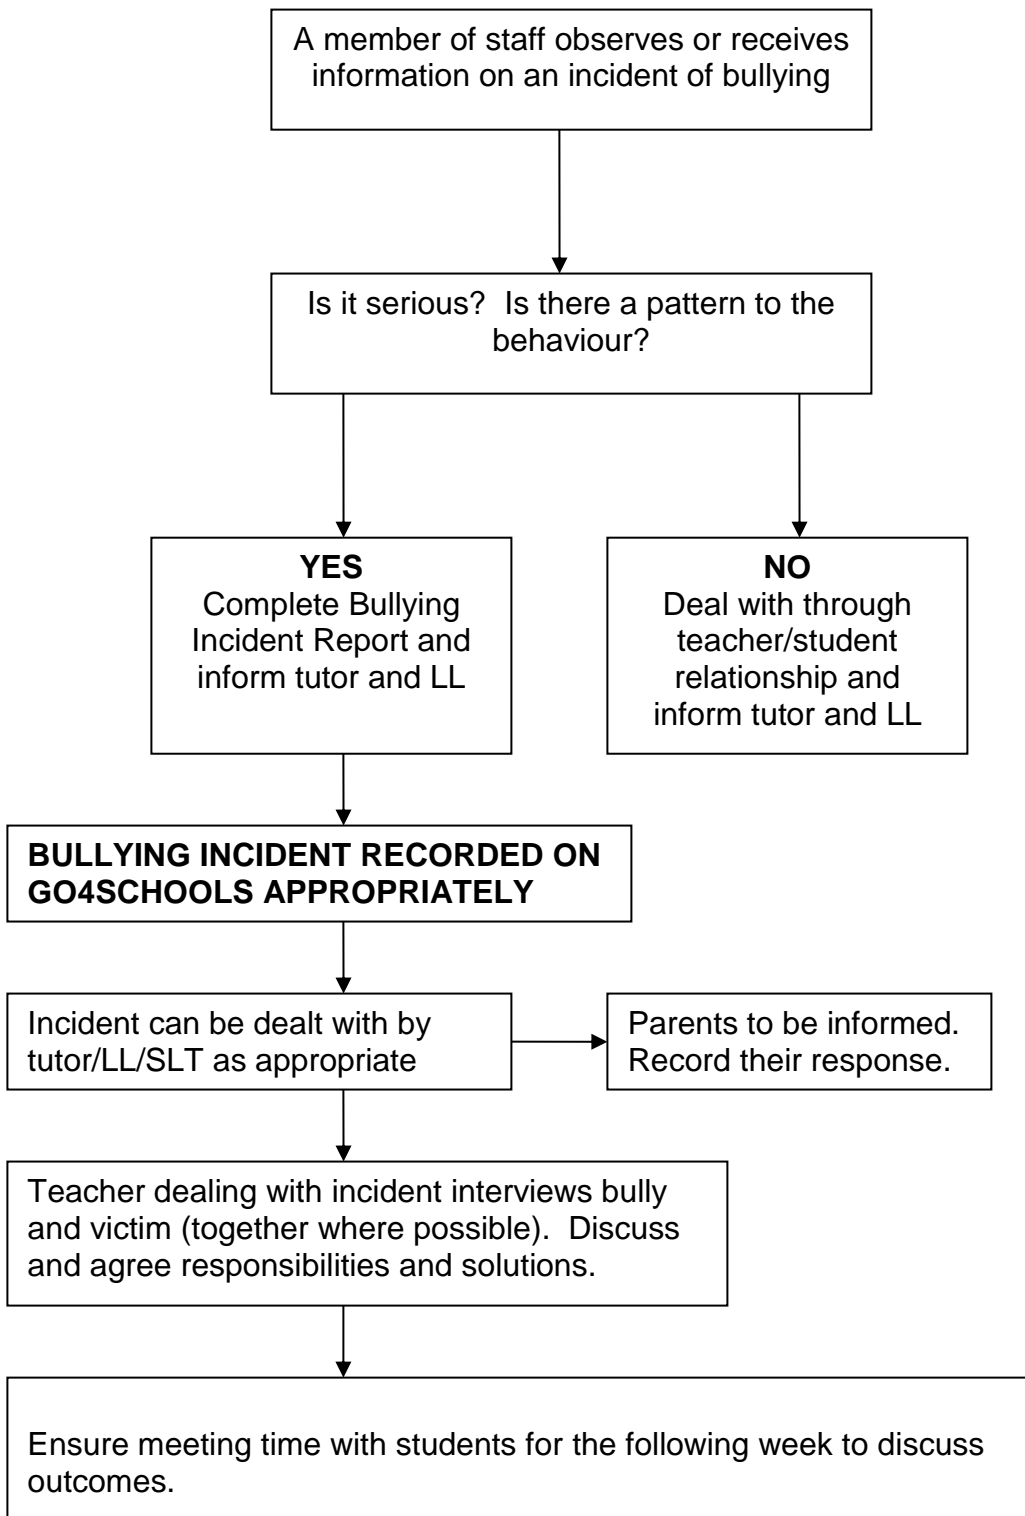 A member of staff observes or receives
information on an incident of bullying
Is it serious?  Is there a pattern to the
behaviour?
YES
Complete Bullying
Incident Report and
inform tutor and LL
NO
Deal with through
teacher/student
relationship and
inform tutor and LL
BULLYING INCIDENT RECORDED ON
GO4SCHOOLS APPROPRIATELY
Incident can be dealt with by
tutor/LL/SLT as appropriate
Parents to be informed.
Record their response.
Teacher dealing with incident interviews bully
and victim (together where possible).  Discuss
and agree responsibilities and solutions.
Ensure meeting time with students for the following week to discuss
outcomes.